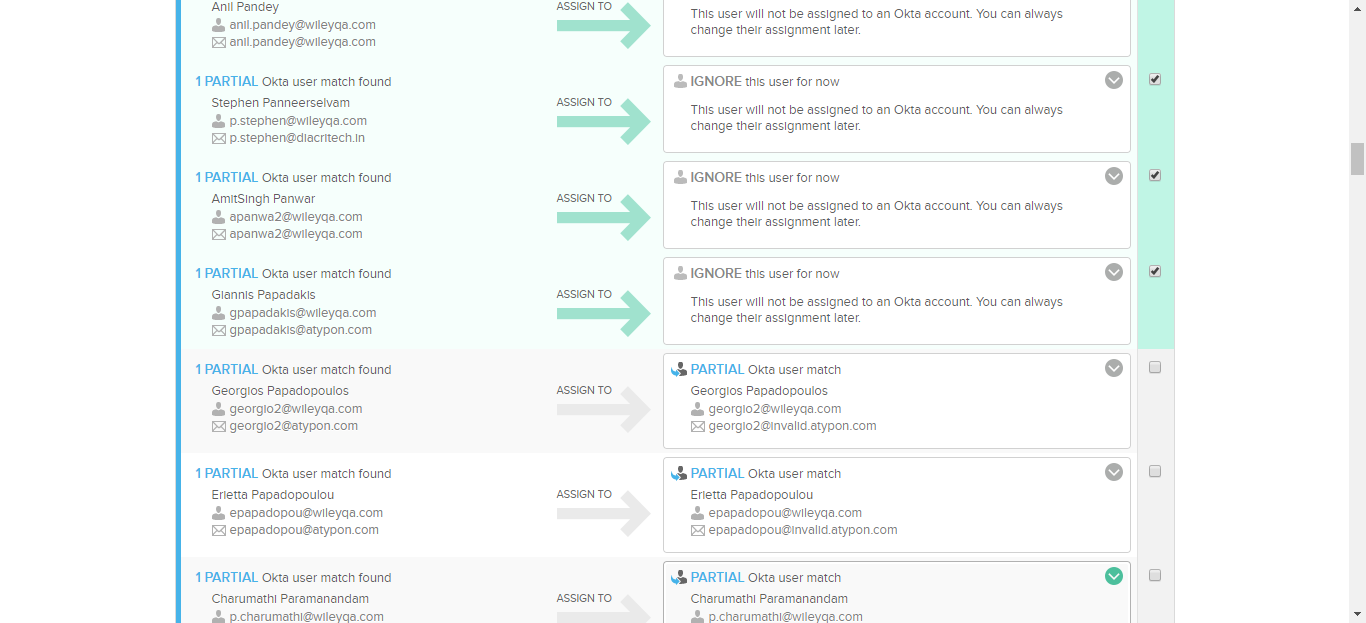 Anil Pandey
anil.pandey@wileyqa.com
anil.pandey@wileyqa.com
ASSIGN TO
This user will not be assigned to an Okta account. You can always
change their assignment later.
1 PARTIAL Okta user match found
Stephen Panneerselvam
p.stephen@wileyqa.com
p.stephen@diacritech.in
ASSIGN TO
IGNORE this user for now
This user will not be assigned to an Okta account. You can always
change their assignment later.
1 PARTIAL Okta user match found
AmitSingh Panwar
apanwa2@wileyqa.com
apanwa2@wileyqa.com
ASSIGN TO
IGNORE this user for now
This user will not be assigned to an Okta account. You can always
change their assignment later.
1 PARTIAL Okta user match found
Giannis Papadakis
gpapadakis@wileyqa.com
gpapadakis@atypon.com
ASSIGN TO
IGNORE this user for now
This user will not be assigned to an Okta account. You can always
change their assignment later.
1 PARTIAL Okta user match found
Georgios Papadopoulos
georgio2@wileyqa.com
georgio2@atypon.com
ASSIGN TO
PARTIAL Okta user match
Georgios Papadopoulos
georgio2@wileyqa.com
georgio2@invalid.atypon.com
1 PARTIAL Okta user match found
Erietta Papadopoulou
epapadopou@wileyqa.com
epapadopou@atypon.com
ASSIGN TO
PARTIAL Okta user match
Erietta Papadopoulou
epapadopou@wileyqa.com
epapadopou@invalid.atypon.com
1 PARTIAL Okta user match found
Charumathi Paramanandam
p.charumathi@wileyqa.com
ASSIGN TO
PARTIAL Okta user match
Charumathi Paramanandam
p.charumathi@wileyqa.com